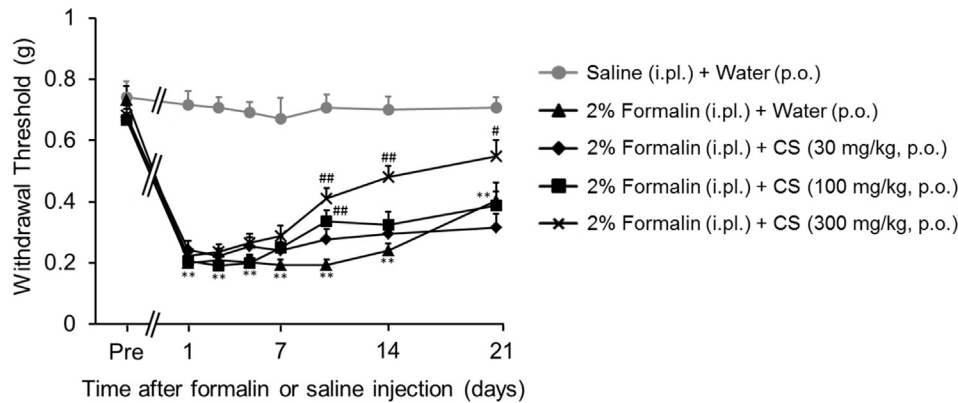 1
0.8
0.6
0.4
0.2
0
Withdrawal Threshold (g)
##
##
#
##
**
**
**
**
**
**
**
Pre
1
7
14
21
Time after formalin or saline injection (days)
Saline (i.pl.) + Water (p.o.)
2% Formalin (i.pl.) + Water (p.o.)
2% Formalin (i.pl.) + CS (30 mg/kg, p.o.)
2% Formalin (i.pl.) + CS (100 mg/kg, p.o.)
2% Formalin (i.pl.) + CS (300 mg/kg, p.o.)